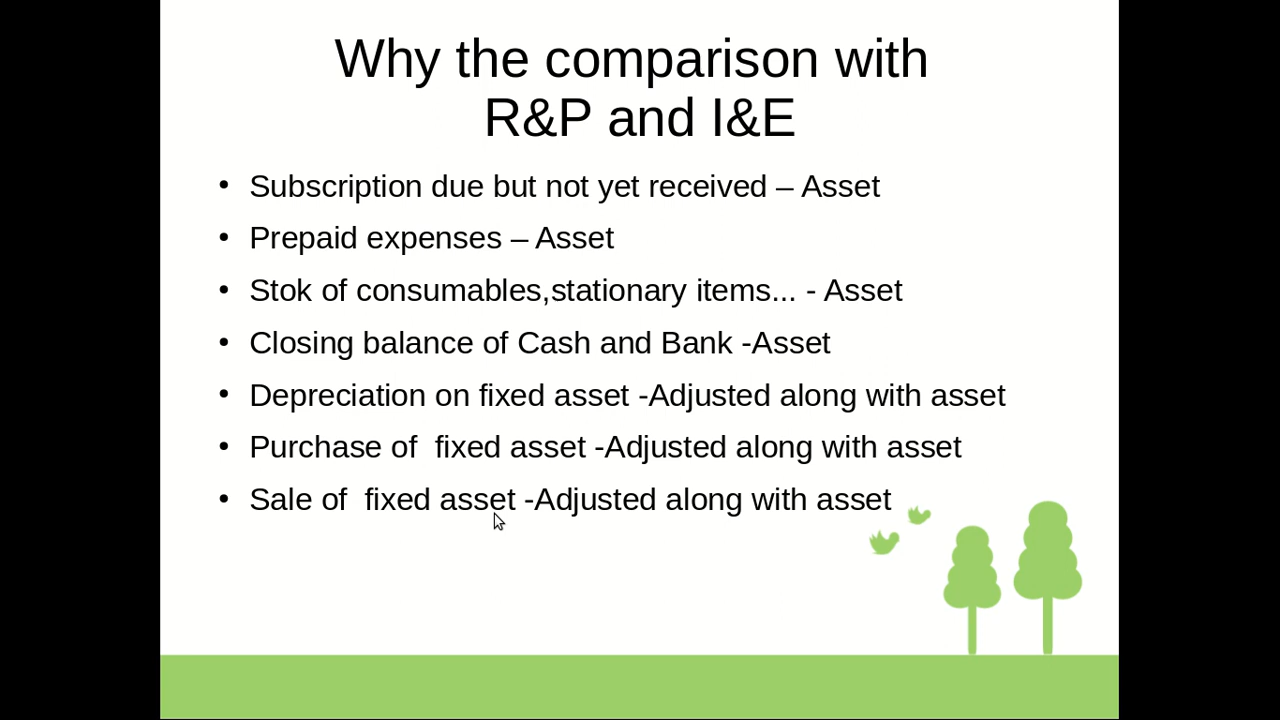 Why the comparison with
R&P and I&E
• Subscription due but not yet received – Asset
• Prepaid expenses – Asset
• Stok of consumables,stationary items... - Asset
• Closing balance of Cash and Bank -Asset
• Depreciation on fixed asset -Adjusted along with asset
• Purchase of  fixed asset -Adjusted along with asset
• Sale of  fixed asset -Adjusted along with asset